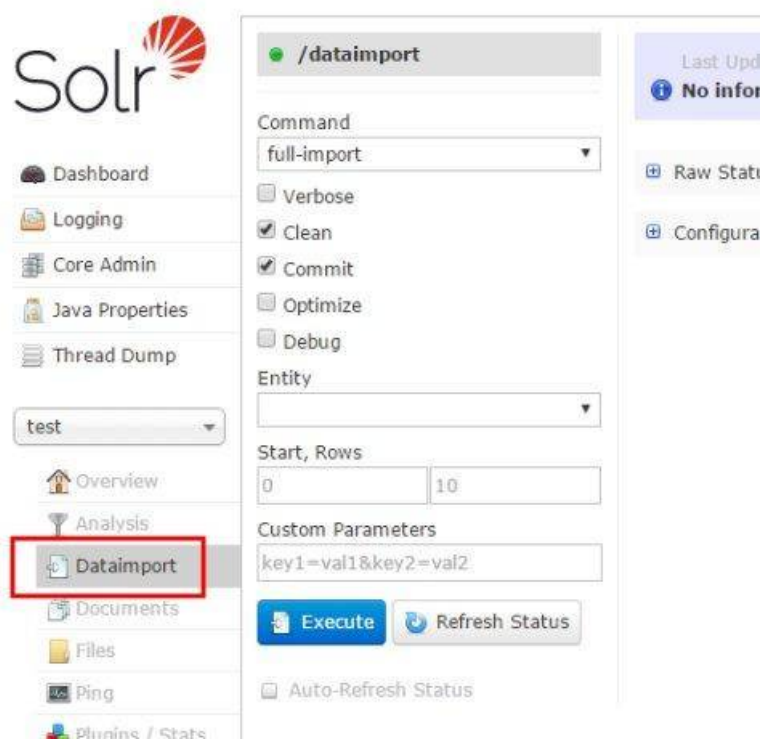 Solr
Dashboard
Logging
Core Admin
Java Properties
Thread Dump
test
Overview
Analysis
Dataimport
Documents
Files
Ping
Plugins / Stats
/dataimport
Command
full-import
Verbose
Clean
Commit
Optimize
Debug
Entity
Start, Rows
0 10
Custom Parameters
key1=val1&key2=val2
Execute Refresh Status
Auto-Refresh Status
Last Upd
No infor
Raw Statu
Configura